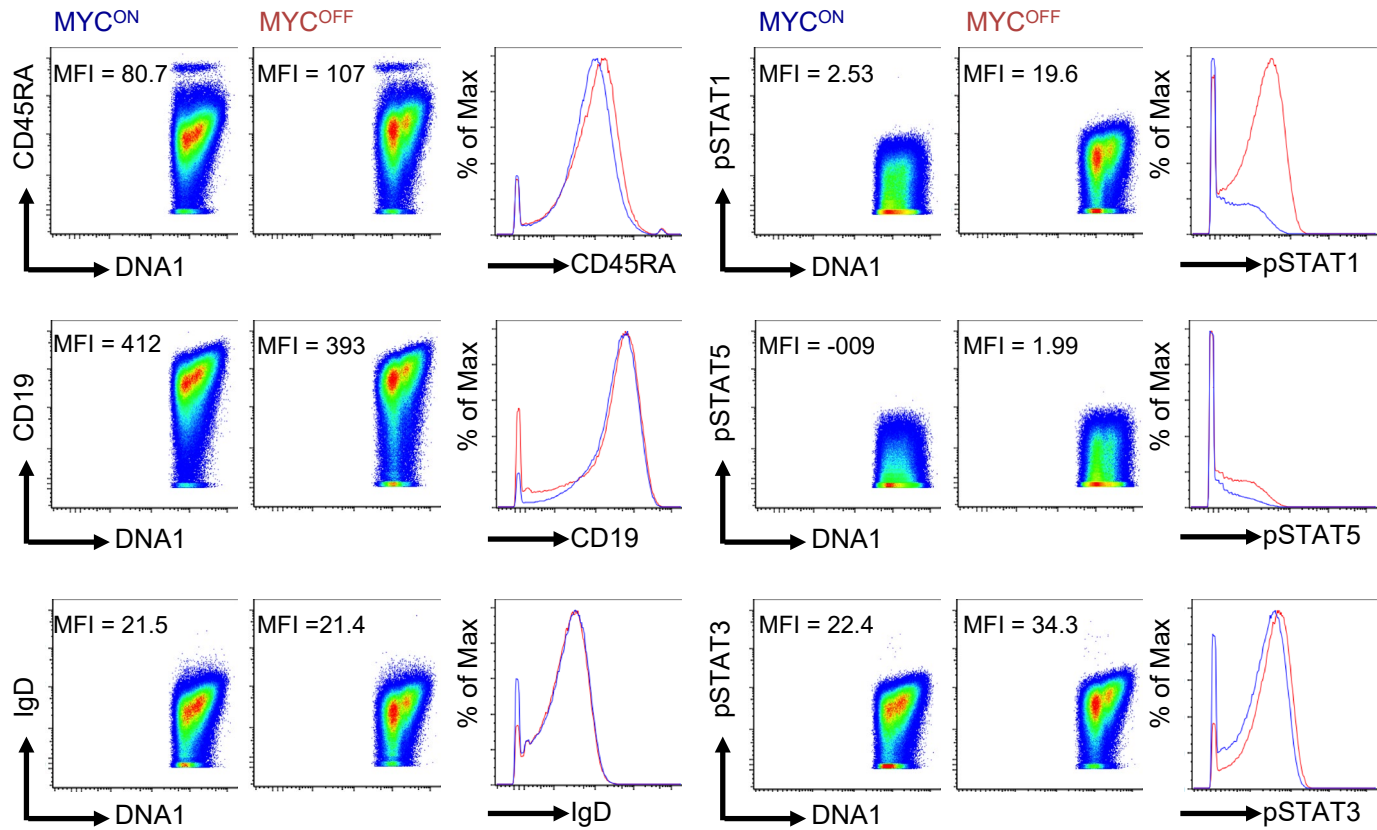 MYCON MYCOFF MYCON MYCOFF
CD45RA MFI = 80.7 MFI = 107 % of Max pSTAT1 MFI = 2.53 MFI = 19.6 % of Max
DNA1 CD45RA DNA1 pSTAT1
CD19 MFI = 412 MFI = 393 % of Max pSTAT5 MFI = -009 MFI = 1.99 % of Max
DNA1 CD19 DNA1 pSTAT5
IgD MFI = 21.5 MFI =21.4 % of Max pSTAT3 MFI = 22.4 MFI = 34.3 % of Max
DNA1 IgD DNA1 pSTAT3